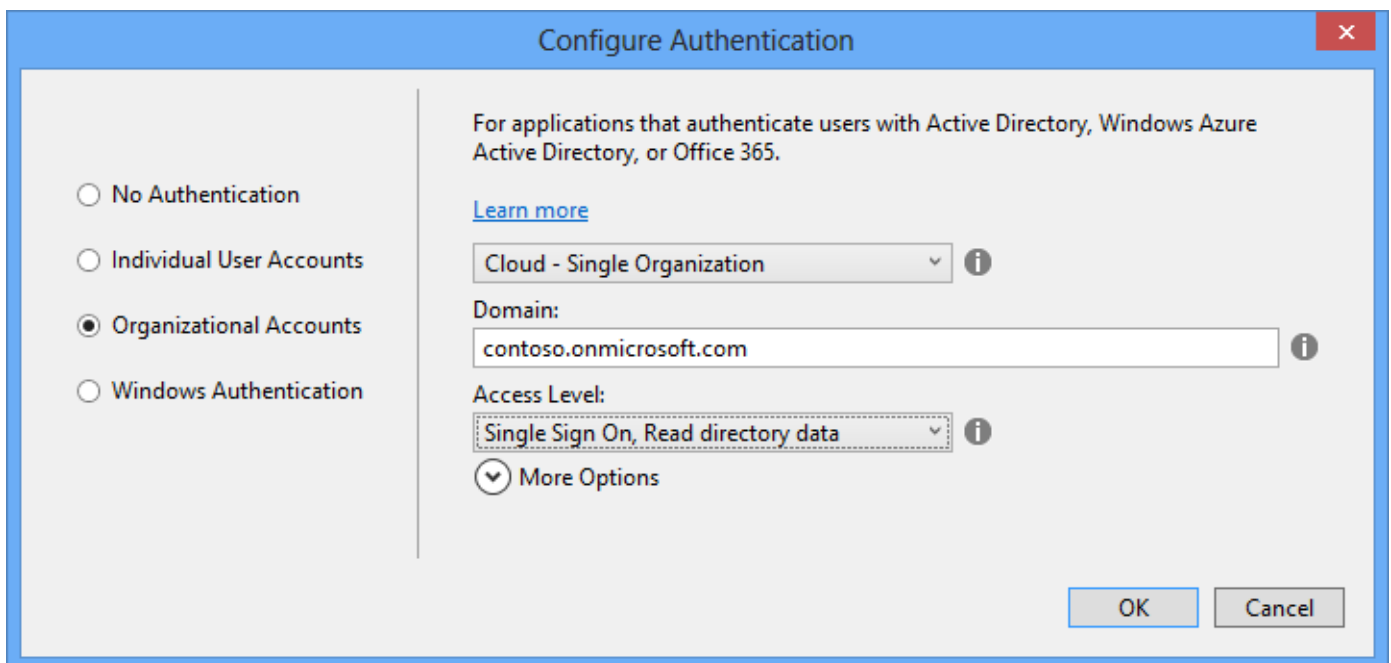 Configure Authentication
No Authentication
Individual User Accounts
Organizational Accounts
Windows Authentication
For applications that authenticate users with Active Directory, Windows Azure
Active Directory, or Office 365.
Learn more
Cloud - Single Organization
Domain:
contoso.onmicrosoft.com
Access Level:
Single Sign On, Read directory data
More Options
OK
Cancel